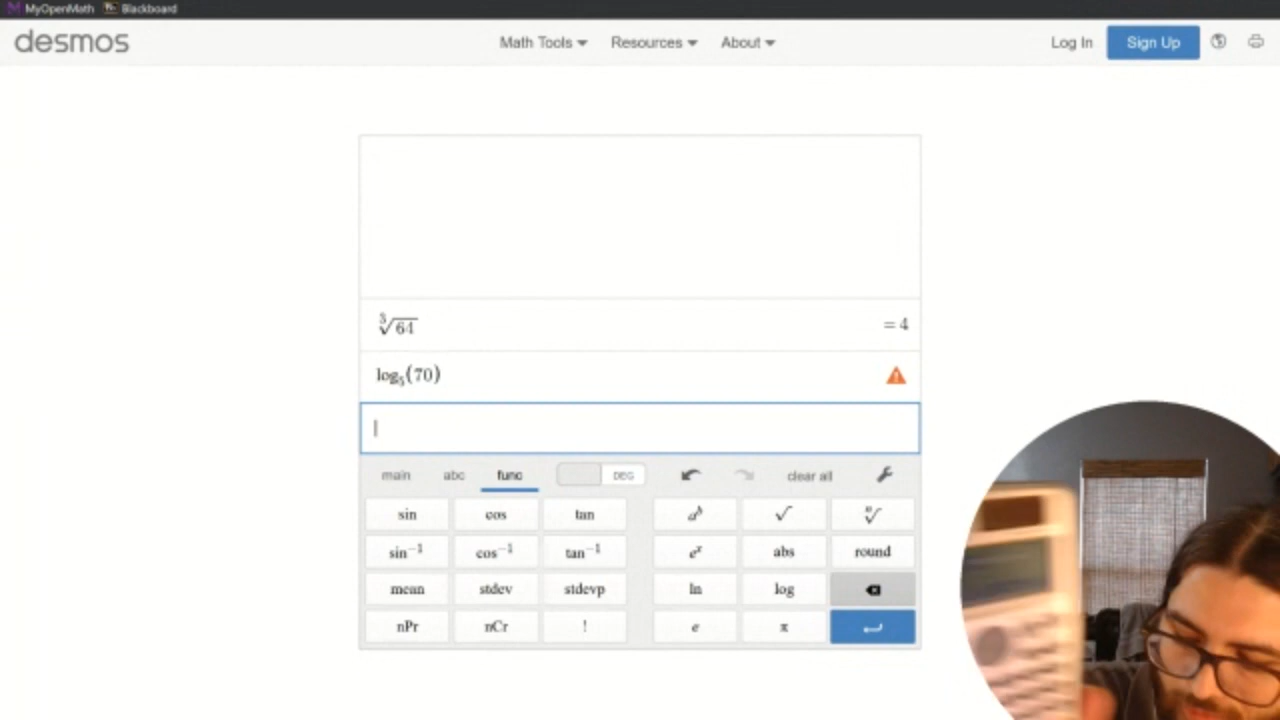 MyOpenMath Blackboard
desmos Math Tools Resources About Log In Sign Up
∛64 = 4
log₅(70)
main abc func DEG clear all
sin cos tan aᵇ √ ⁿ√
sin⁻¹ cos⁻¹ tan⁻¹ eˣ abs round
mean stdev stdevp ln log
nPr nCr ! e π